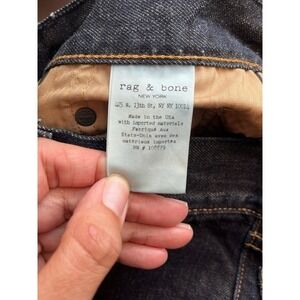 rag & bone
NEW YORK
425 w. 13th St, NY NY 10014
Made in the USA
with imported materials
Fabriqué Aux
États-Unis avec des
matériaux importés
RN #